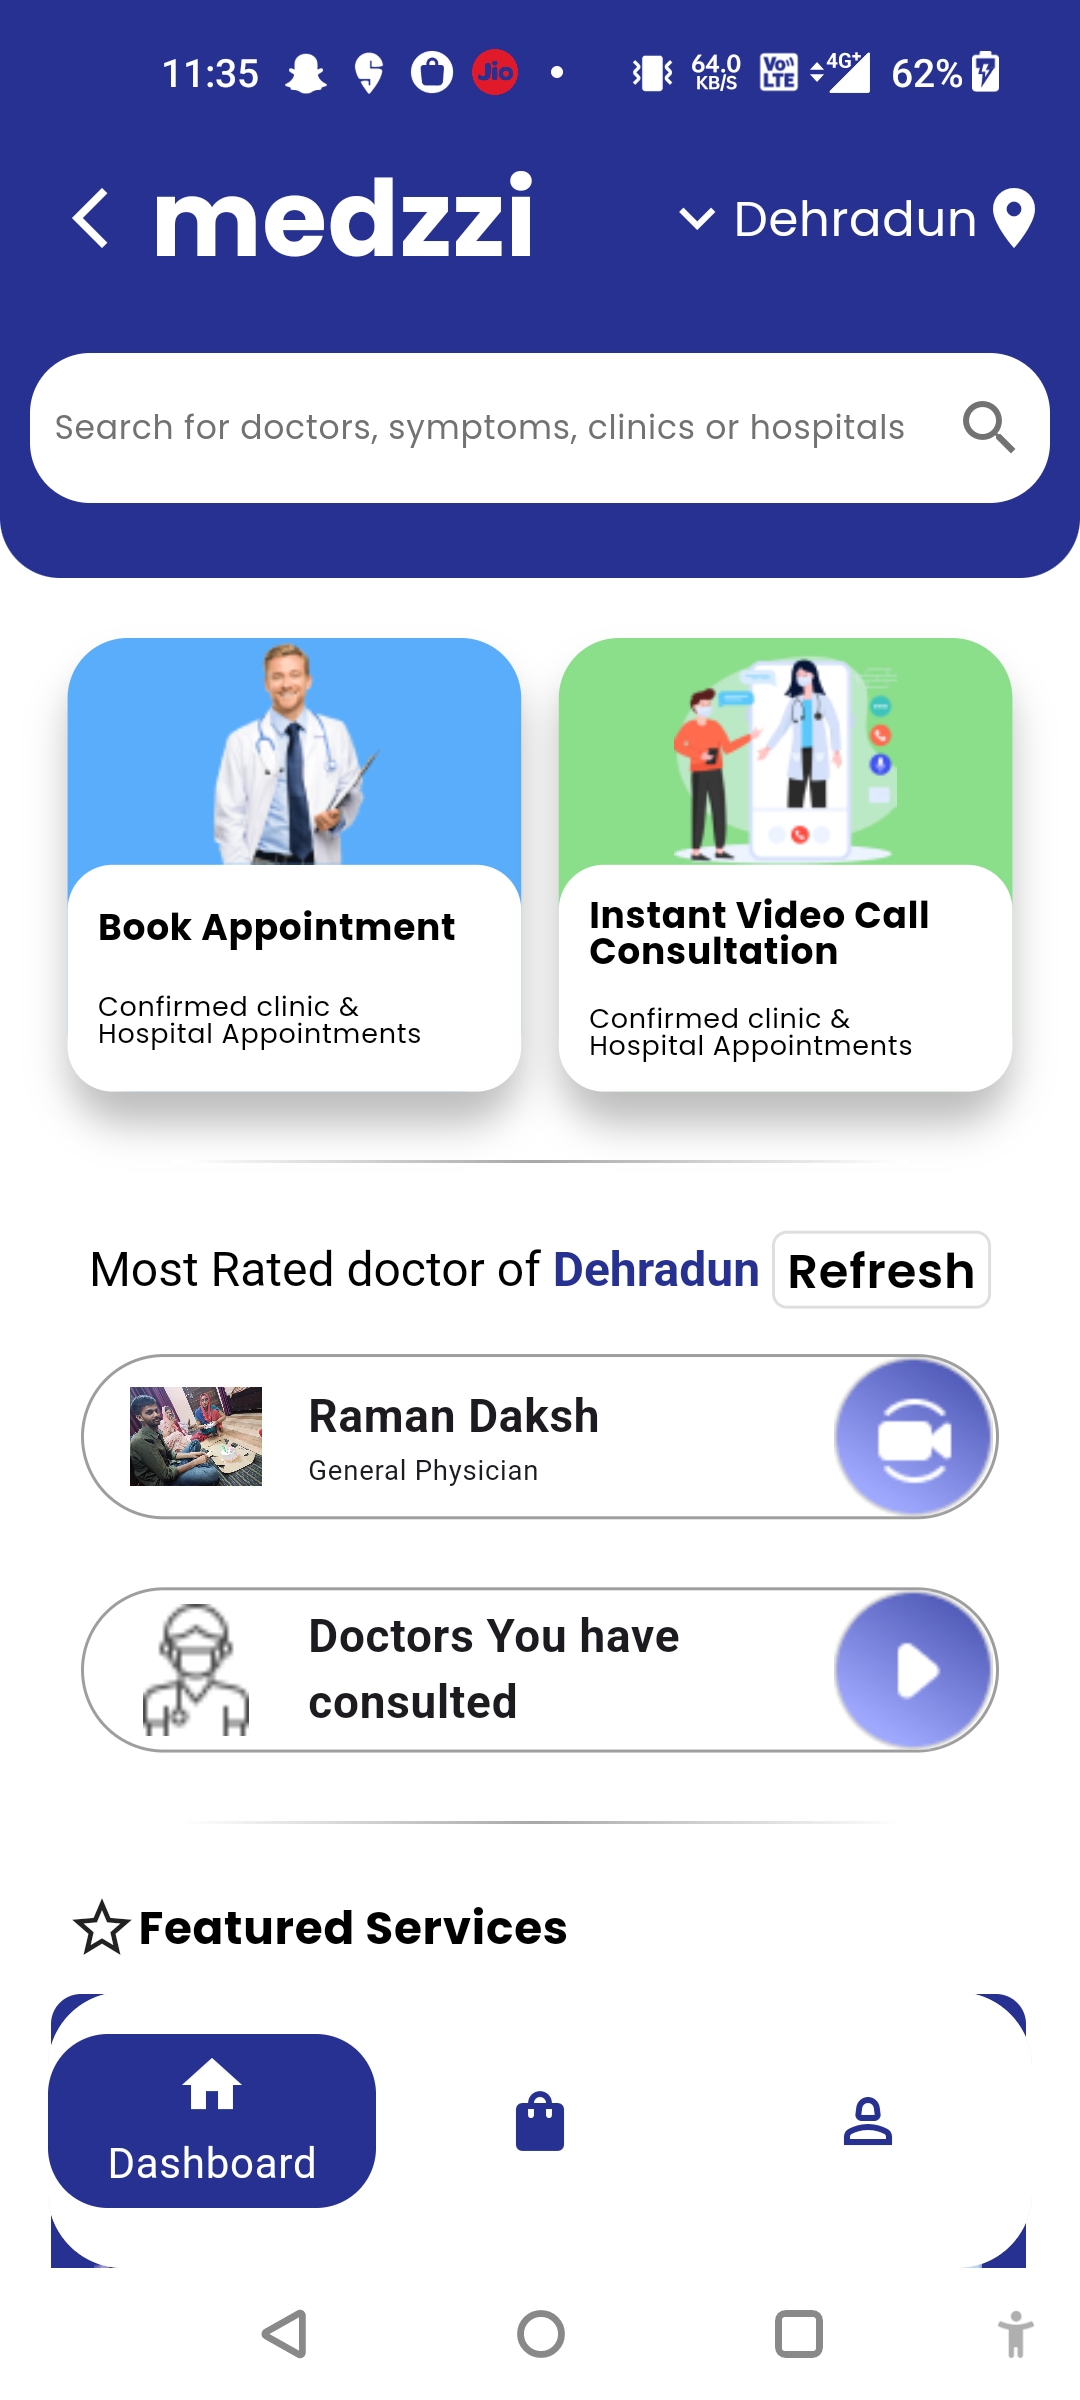 11:35
Jio
64.0
KB/S
Vo
LTE
4G+
62%
medzzi
Dehradun
Search for doctors, symptoms, clinics or hospitals
Book Appointment
Confirmed clinic &
Hospital Appointments
Instant Video Call
Consultation
Confirmed clinic &
Hospital Appointments
Most Rated doctor of Dehradun
Refresh
Raman Daksh
General Physician
Doctors You have
consulted
Featured Services
Dashboard